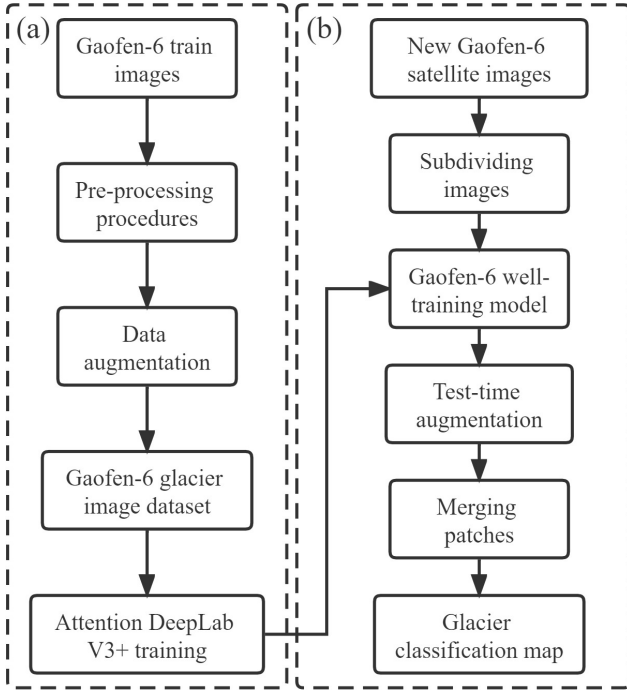 (a)
Gaofen-6 train
images
Pre-processing
procedures
Data
augmentation
Gaofen-6 glacier
image dataset
Attention DeepLab
V3+ training
(b)
New Gaofen-6
satellite images
Subdividing
images
Gaofen-6 well-
training model
Test-time
augmentation
Merging
patches
Glacier
classification map